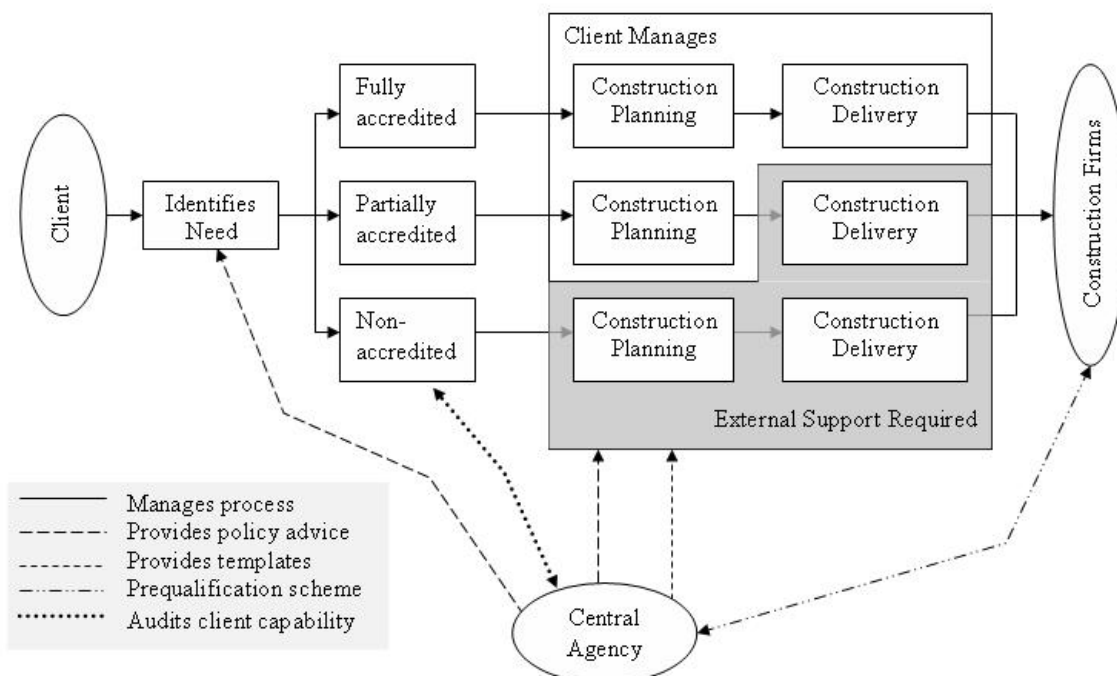 Client Manages
Fully
accredited
Construction
Planning
Construction
Delivery
Client
Identifies
Need
Partially
accredited
Construction
Planning
Construction
Delivery
Construction Firms
Non-
accredited
Construction
Planning
Construction
Delivery
External Support Required
Manages process
Provides policy advice
Provides templates
Prequalification scheme
Audits client capability
Central
Agency